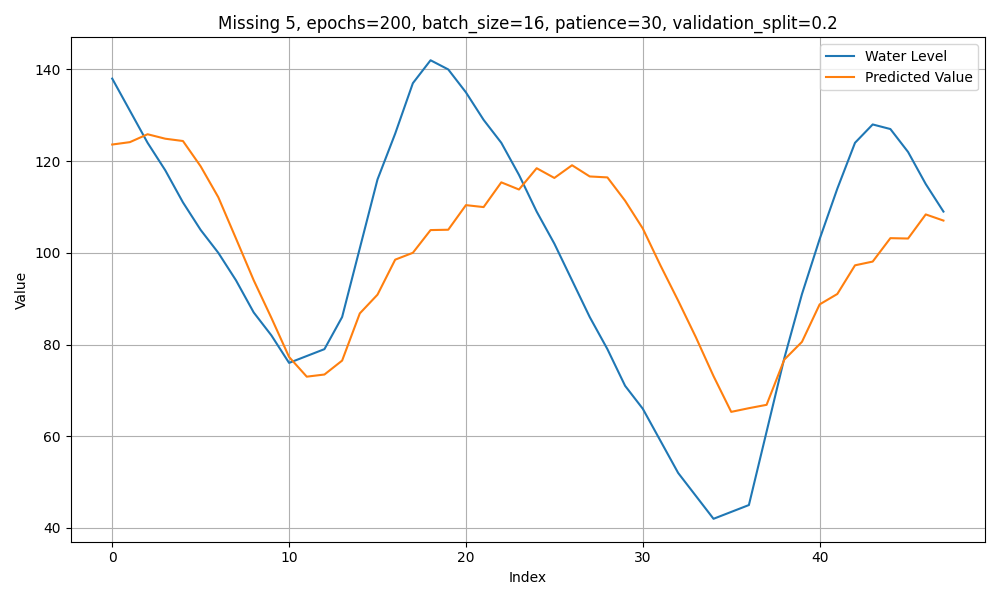 Missing 5, epochs=200, batch_size=16, patience=30, validation_split=0.2
Water Level
Predicted Value
Value
140
120
100
80
60
40
0 10 20 30 40
Index